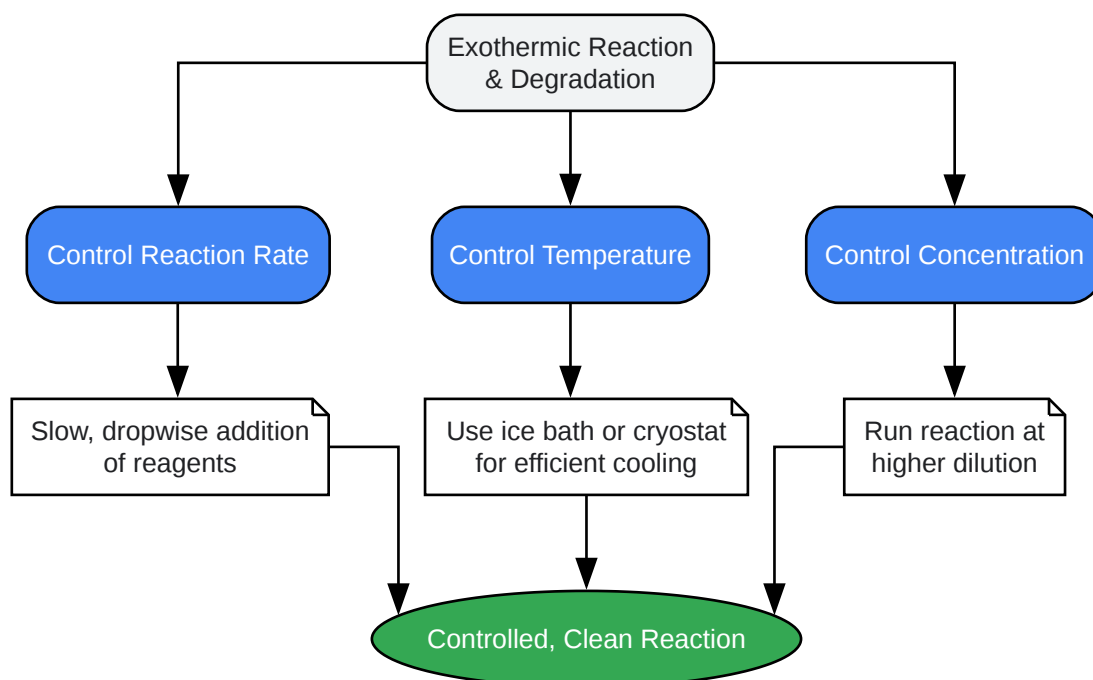 Exothermic Reaction
& Degradation
Control Reaction Rate
Control Temperature
Control Concentration
Slow, dropwise addition
of reagents
Use ice bath or cryostat
for efficient cooling
Run reaction at
higher dilution
Controlled, Clean Reaction